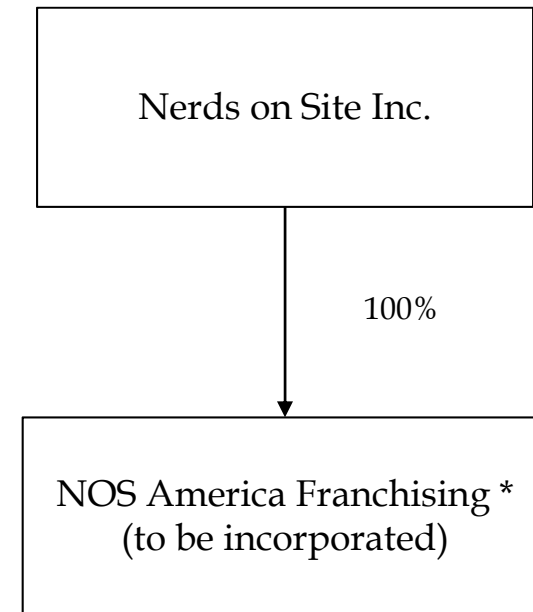 Nerds on Site Inc.
100%
NOS America Franchising *
(to be incorporated)